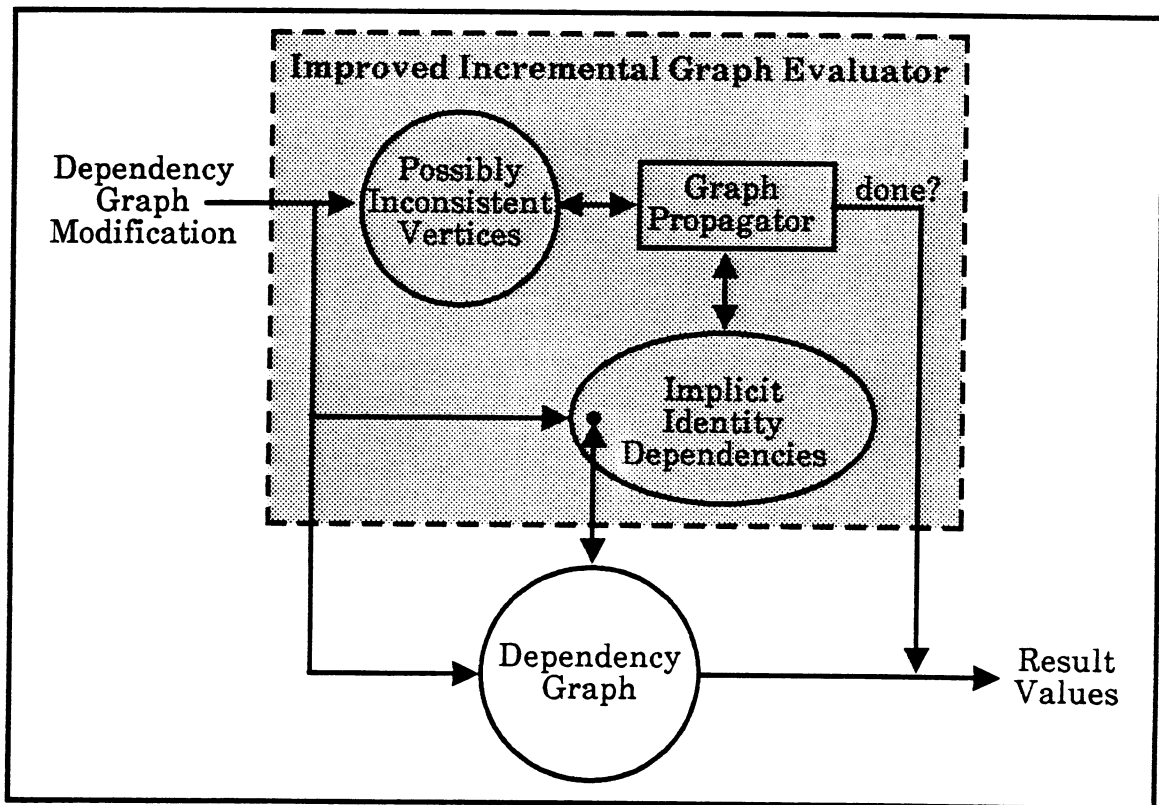 Improved Incremental Graph Evaluator
Dependency
Graph
Modification
Possibly
Inconsistent
Vertices
Graph
Propagator
done?
Implicit
Identity
Dependencies
Dependency
Graph
Result
Values